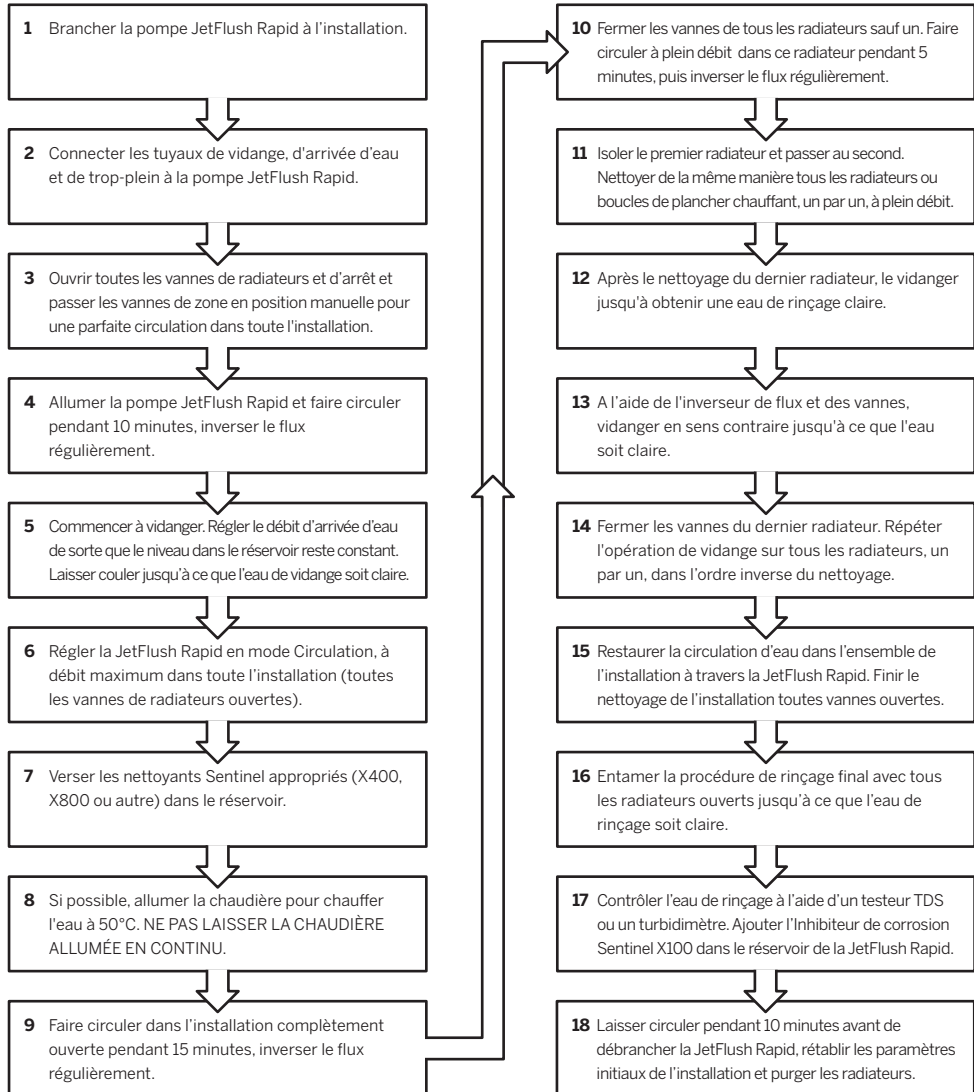 1 Brancher la pompe JetFlush Rapid à l'installation.
2 Connecter les tuyaux de vidange, d'arrivée d'eau
et de trop-plein à la pompe JetFlush Rapid.
3 Ouvrir toutes les vannes de radiateurs et d'arrêt et
passer les vannes de zone en position manuelle pour
une parfaite circulation dans toute l'installation.
4 Allumer la pompe JetFlush Rapid et faire circuler
pendant 10 minutes, inverser le flux
régulièrement.
5 Commencer à vidanger. Régler le débit d'arrivée d'eau
de sorte que le niveau dans le réservoir reste constant.
Laisser couler jusqu'à ce que l'eau de vidange soit claire.
6 Régler la JetFlush Rapid en mode Circulation, à
débit maximum dans toute l'installation (toutes
les vannes de radiateurs ouvertes).
7 Verser les nettoyants Sentinel appropriés (X400,
X800 ou autre) dans le réservoir.
8 Si possible, allumer la chaudière pour chauffer
l'eau à 50°C. NE PAS LAISSER LA CHAUDIÈRE
ALLUMÉE EN CONTINU.
9 Faire circuler dans l'installation complètement
ouverte pendant 15 minutes, inverser le flux
régulièrement.
10 Fermer les vannes de tous les radiateurs sauf un. Faire
circuler à plein débit dans ce radiateur pendant 5
minutes, puis inverser le flux régulièrement.
11 Isoler le premier radiateur et passer au second.
Nettoyer de la même manière tous les radiateurs ou
boucles de plancher chauffant, un par un, à plein débit.
12 Après le nettoyage du dernier radiateur, le vidanger
jusqu'à obtenir une eau de rinçage claire.
13 A l'aide de l'inverseur de flux et des vannes,
vidanger en sens contraire jusqu'à ce que l'eau
soit claire.
14 Fermer les vannes du dernier radiateur. Répéter
l'opération de vidange sur tous les radiateurs, un
par un, dans l'ordre inverse du nettoyage.
15 Restaurer la circulation d'eau dans l'ensemble de
l'installation à travers la JetFlush Rapid. Finir le
nettoyage de l'installation toutes vannes ouvertes.
16 Entamer la procédure de rinçage final avec tous
les radiateurs ouverts jusqu'à ce que l'eau de
rinçage soit claire.
17 Contrôler l'eau de rinçage à l'aide d'un testeur TDS
ou un turbidimètre. Ajouter l'Inhibiteur de corrosion
Sentinel X100 dans le réservoir de la JetFlush Rapid.
18 Laisser circuler pendant 10 minutes avant de
débrancher la JetFlush Rapid, rétablir les paramètres
initiaux de l'installation et purger les radiateurs.